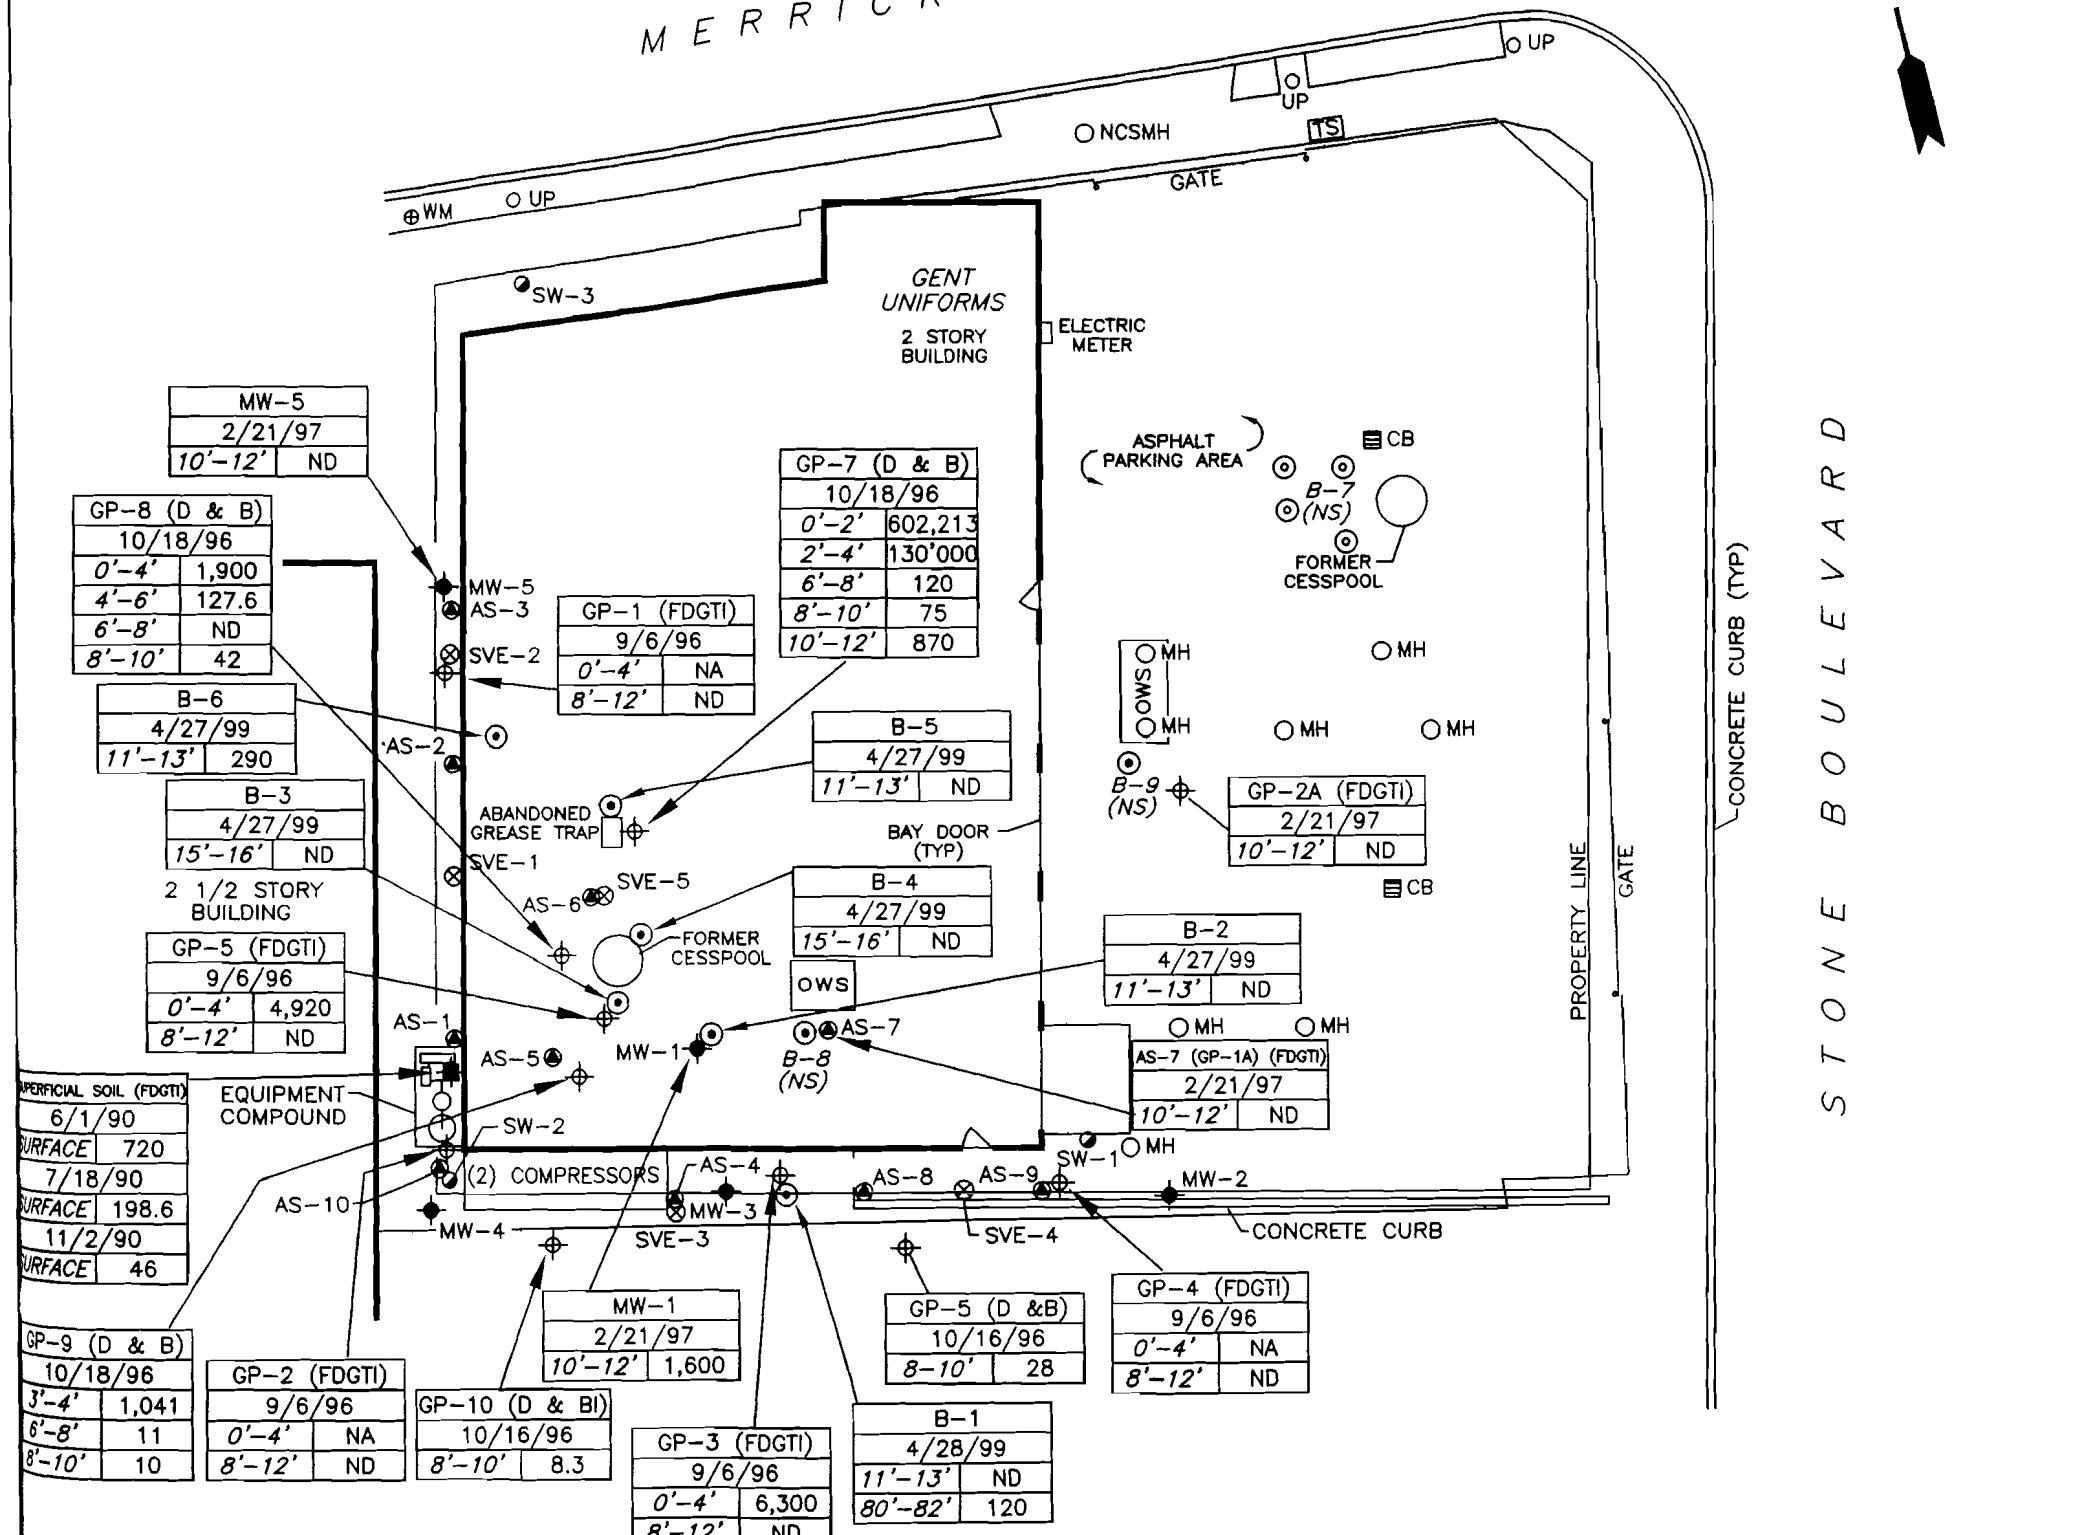 MERRICK
UP
UP
NCSMH
TS
GATE
WM
UP
SW-3
GENT
UNIFORMS
2 STORY
BUILDING
ELECTRIC
METER
MW-5
2/21/97
10'-12' ND
GP-8 (D & B)
10/18/96
0'-4' 1,900
4'-6' 127.6
6'-8' ND
8'-10' 42
GP-7 (D & B)
10/18/96
0'-2' 602,213
2'-4' 130'000
6'-8' 120
8'-10' 75
10'-12' 870
ASPHALT
PARKING AREA
CB
B-7
(NS)
FORMER
CESSPOOL
STONE BOULEVARD
CONCRETE CURB (TYP)
MW-5
AS-3
SVE-2
GP-1 (FDGTI)
9/6/96
0'-4' NA
8'-12' ND
MH
OWS
MH
MH
MH
MH
B-6
4/27/99
11'-13' 290
AS-2
B-5
4/27/99
11'-13' ND
B-9
(NS)
GP-2A (FDGTI)
2/21/97
10'-12' ND
B-3
4/27/99
15'-16' ND
ABANDONED
GREASE TRAP
BAY DOOR
(TYP)
SVE-1
2 1/2 STORY
BUILDING
AS-6
SVE-5
B-4
4/27/99
15'-16' ND
CB
PROPERTY LINE
GATE
GP-5 (FDGTI)
9/6/96
0'-4' 4,920
8'-12' ND
FORMER
CESSPOOL
OWS
B-2
4/27/99
11'-13' ND
AS-1
AS-5
MW-1
AS-7
B-8
(NS)
MH
MH
AS-7 (GP-1A) (FDGTI)
2/21/97
10'-12' ND
PERFICIAL SOIL (FDGTI)
6/1/90
URFACE 720
7/18/90
URFACE 198.6
11/2/90
URFACE 46
EQUIPMENT
COMPOUND
SW-2
SW-1
MH
(2) COMPRESSORS
AS-4
AS-8
AS-9
MW-2
AS-10
MW-3
MW-4
SVE-3
SVE-4
CONCRETE CURB
MW-1
2/21/97
10'-12' 1,600
GP-5 (D &B)
10/16/96
8-10' 28
GP-4 (FDGTI)
9/6/96
0'-4' NA
8'-12' ND
GP-9 (D & B)
10/18/96
3'-4' 1,041
6'-8' 11
8'-10' 10
GP-2 (FDGTI)
9/6/96
0'-4' NA
8'-12' ND
GP-10 (D & BI)
10/16/96
8'-10' 8.3
GP-3 (FDGTI)
9/6/96
0'-4' 6,300
8'-12' ND
B-1
4/28/99
11'-13' ND
80'-82' 120